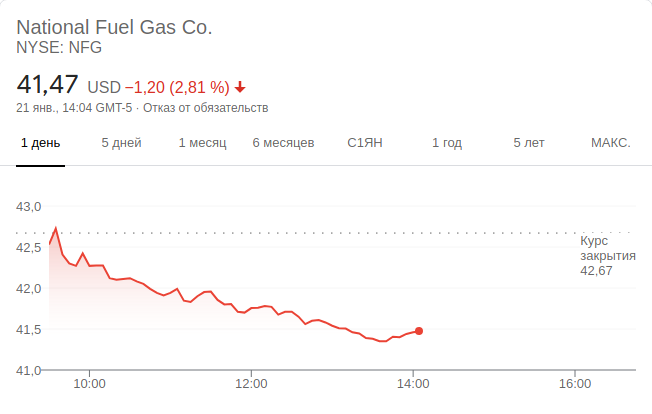 National Fuel Gas Co.
NYSE: NFG
41,47 USD −1,20 (2,81 %)
21 янв., 14:04 GMT-5 · Отказ от обязательств
1 день 5 дней 1 месяц 6 месяцев С1ЯН 1 год 5 лет МАКС.
43,0
42,5
42,0
41,5
41,0
Курс
закрытия
42,67
10:00 12:00 14:00 16:00